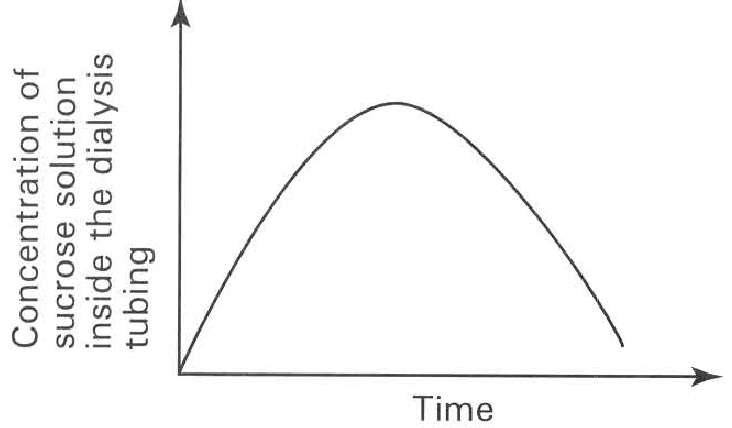 Concentration of
sucrose solution
inside the dialysis
tubing
Time